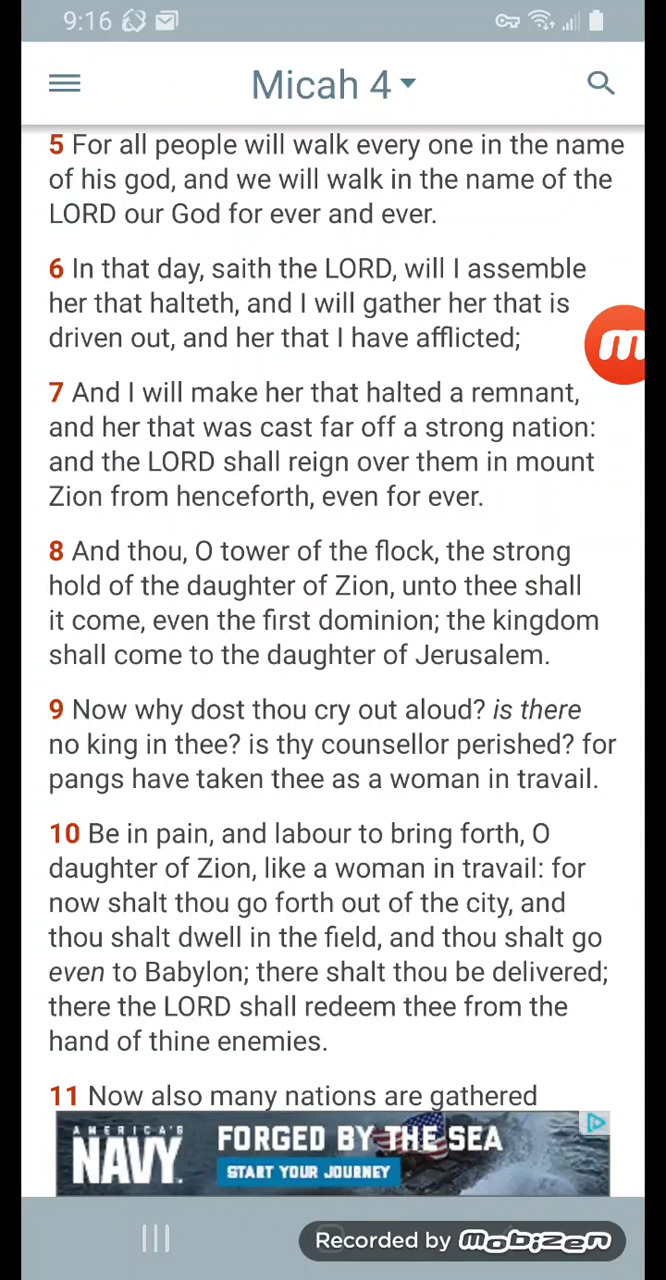 9:16
Micah 4
5 For all people will walk every one in the name
of his god, and we will walk in the name of the
LORD our God for ever and ever.
6 In that day, saith the LORD, will I assemble
her that halteth, and I will gather her that is
driven out, and her that I have afflicted;
7 And I will make her that halted a remnant,
and her that was cast far off a strong nation:
and the LORD shall reign over them in mount
Zion from henceforth, even for ever.
8 And thou, O tower of the flock, the strong
hold of the daughter of Zion, unto thee shall
it come, even the first dominion; the kingdom
shall come to the daughter of Jerusalem.
9 Now why dost thou cry out aloud? is there
no king in thee? is thy counsellor perished? for
pangs have taken thee as a woman in travail.
10 Be in pain, and labour to bring forth, O
daughter of Zion, like a woman in travail: for
now shalt thou go forth out of the city, and
thou shalt dwell in the field, and thou shalt go
even to Babylon; there shalt thou be delivered;
there the LORD shall redeem thee from the
hand of thine enemies.
11 Now also many nations are gathered
AMERICA'S
NAVY.
FORGED BY THE SEA
START YOUR JOURNEY
Recorded by mobizen
m